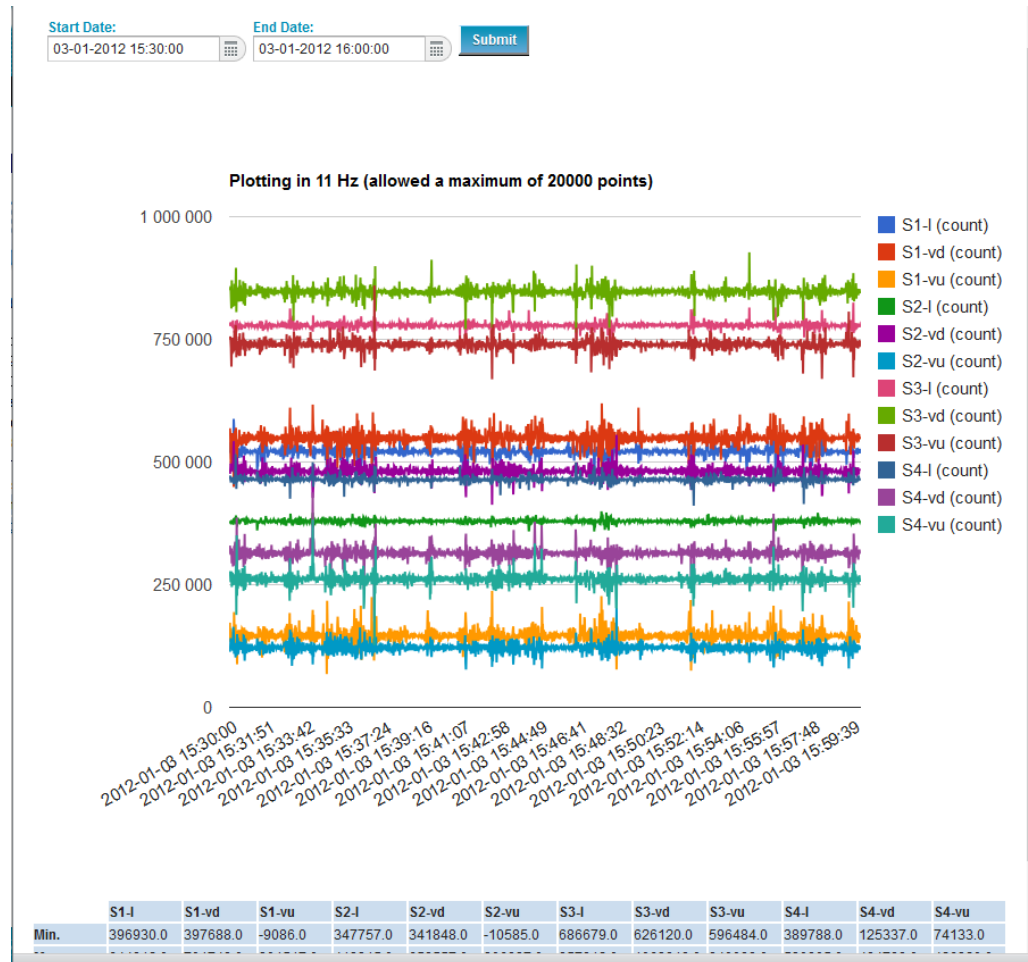 Start Date: End Date:
03-01-2012 15:30:00 03-01-2012 16:00:00 Submit
Plotting in 11 Hz (allowed a maximum of 20000 points)
1 000 000
750 000
500 000
250 000
0
S1-l (count)
S1-vd (count)
S1-vu (count)
S2-l (count)
S2-vd (count)
S2-vu (count)
S3-l (count)
S3-vd (count)
S3-vu (count)
S4-l (count)
S4-vd (count)
S4-vu (count)
2012-01-03 15:30:00
2012-01-03 15:31:51
2012-01-03 15:33:42
2012-01-03 15:35:33
2012-01-03 15:37:24
2012-01-03 15:39:16
2012-01-03 15:41:07
2012-01-03 15:42:58
2012-01-03 15:44:49
2012-01-03 15:46:41
2012-01-03 15:48:32
2012-01-03 15:50:23
2012-01-03 15:52:14
2012-01-03 15:54:06
2012-01-03 15:55:57
2012-01-03 15:57:48
2012-01-03 15:59:39
S1-l S1-vd S1-vu S2-l S2-vd S2-vu S3-l S3-vd S3-vu S4-l S4-vd S4-vu
Min. 396930.0 397688.0 -9086.0 347757.0 341848.0 -10585.0 686679.0 626120.0 596484.0 389788.0 125337.0 74133.0